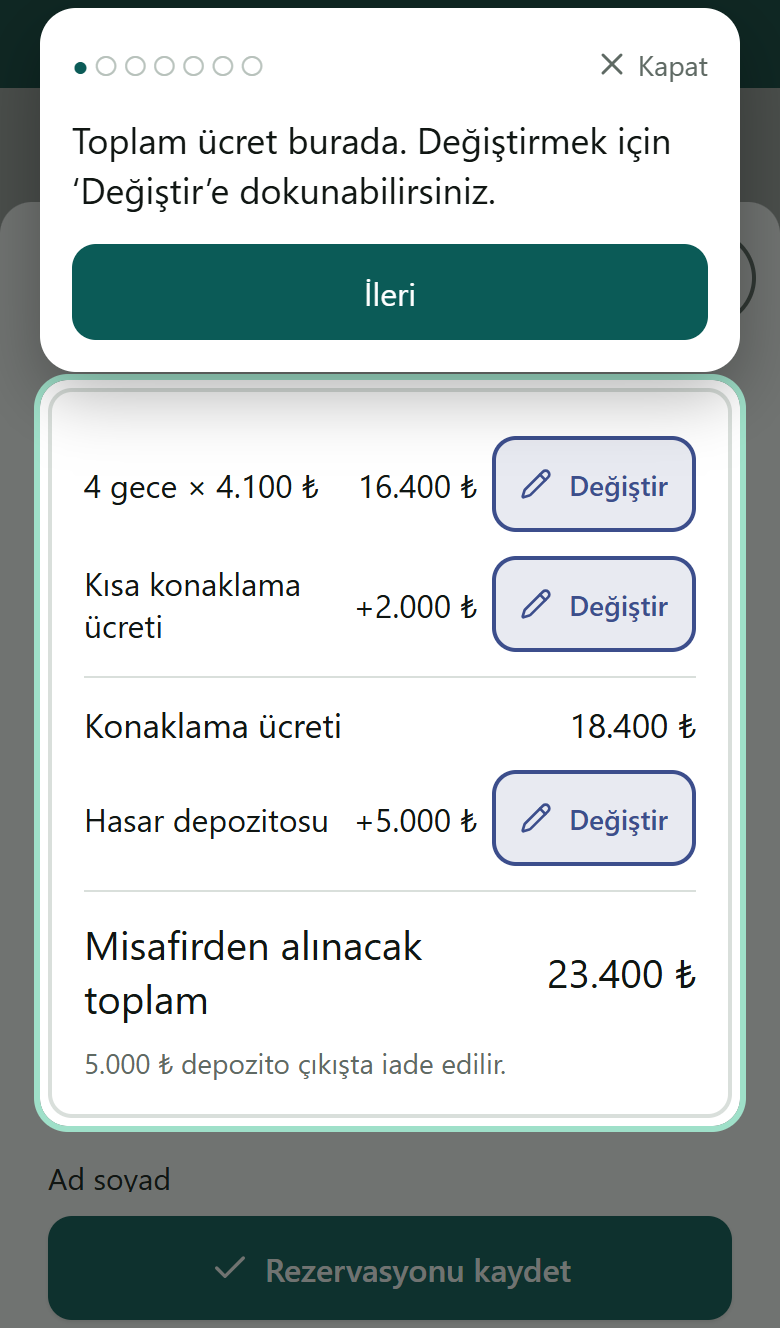 Kapat
Toplam ücret burada. Değiştirmek için
‘Değiştir’e dokunabilirsiniz.
İleri
4 gece × 4.100 ₺ 16.400 ₺ Değiştir
Kısa konaklama
ücreti
+2.000 ₺ Değiştir
Konaklama ücreti 18.400 ₺
Hasar depozitosu +5.000 ₺ Değiştir
Misafirden alınacak
toplam
23.400 ₺
5.000 ₺ depozito çıkışta iade edilir.
Ad soyad
Rezervasyonu kaydet